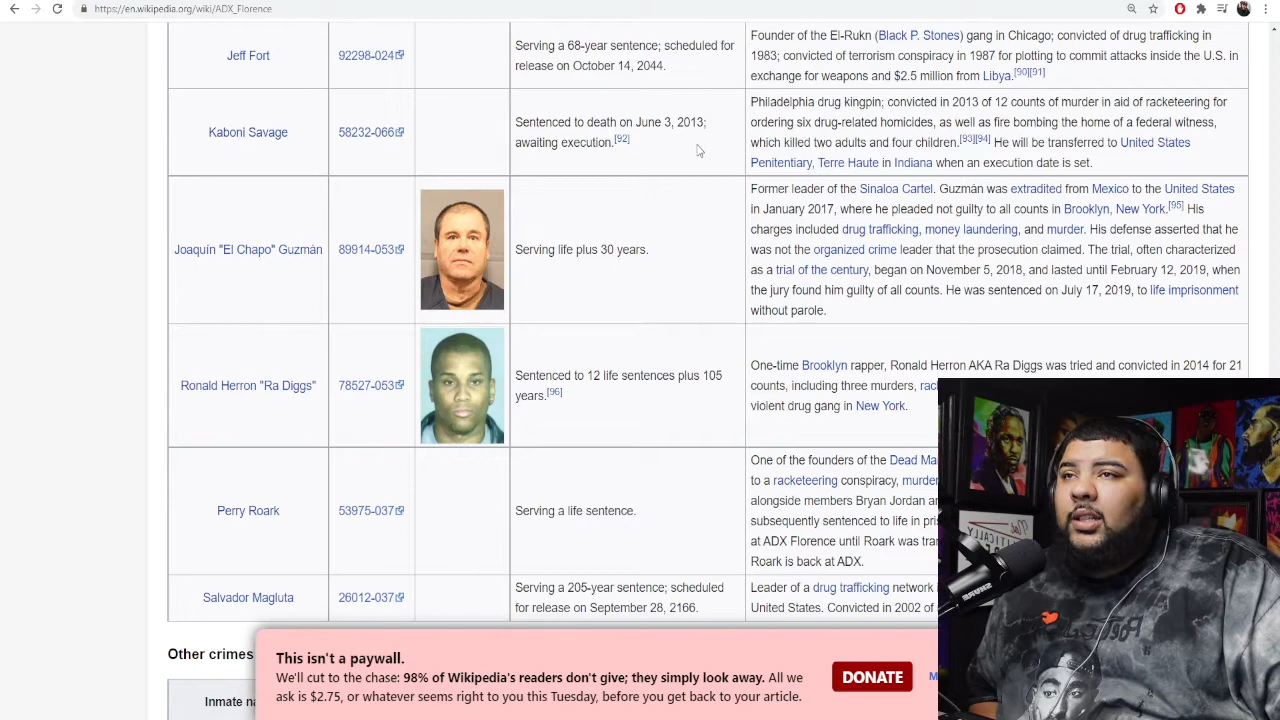 https://en.wikipedia.org/wiki/ADX_Florence
Jeff Fort
92298-024
Serving a 68-year sentence; scheduled for
release on October 14, 2044.
Founder of the El-Rukn (Black P. Stones) gang in Chicago; convicted of drug trafficking in
1983; convicted of terrorism conspiracy in 1987 for plotting to commit attacks inside the U.S. in
exchange for weapons and $2.5 million from Libya.[90][91]
Kaboni Savage
58232-066
Sentenced to death on June 3, 2013;
awaiting execution.[92]
Philadelphia drug kingpin; convicted in 2013 of 12 counts of murder in aid of racketeering for
ordering six drug-related homicides, as well as fire bombing the home of a federal witness,
which killed two adults and four children.[93][94] He will be transferred to United States
Penitentiary, Terre Haute in Indiana when an execution date is set.
Joaquín "El Chapo" Guzmán
89914-053
Serving life plus 30 years.
Former leader of the Sinaloa Cartel. Guzmán was extradited from Mexico to the United States
in January 2017, where he pleaded not guilty to all counts in Brooklyn, New York.[95] His
charges included drug trafficking, money laundering, and murder. His defense asserted that he
was not the organized crime leader that the prosecution claimed. The trial, often characterized
as a trial of the century, began on November 5, 2018, and lasted until February 12, 2019, when
the jury found him guilty of all counts. He was sentenced on July 17, 2019, to life imprisonment
without parole.
Ronald Herron "Ra Diggs"
78527-053
Sentenced to 12 life sentences plus 105
years.[96]
One-time Brooklyn rapper, Ronald Herron AKA Ra Diggs was tried and convicted in 2014 for 21
counts, including three murders,
violent drug gang in New York.
Perry Roark
53975-037
Serving a life sentence.
One of the founders of the Dead
to a racketeering conspiracy, murder
alongside members Bryan Jordan
subsequently sentenced to life in
at ADX Florence until Roark was
Roark is back at ADX.
Salvador Magluta
26012-037
Serving a 205-year sentence; scheduled
for release on September 28, 2166.
Leader of a drug trafficking network
United States. Convicted in 2002 of
Other crimes
Inmate
This isn't a paywall.
We'll cut to the chase: 98% of Wikipedia's readers don't give; they simply look away. All we
ask is $2.75, or whatever seems right to you this Tuesday, before you get back to your article.
DONATE